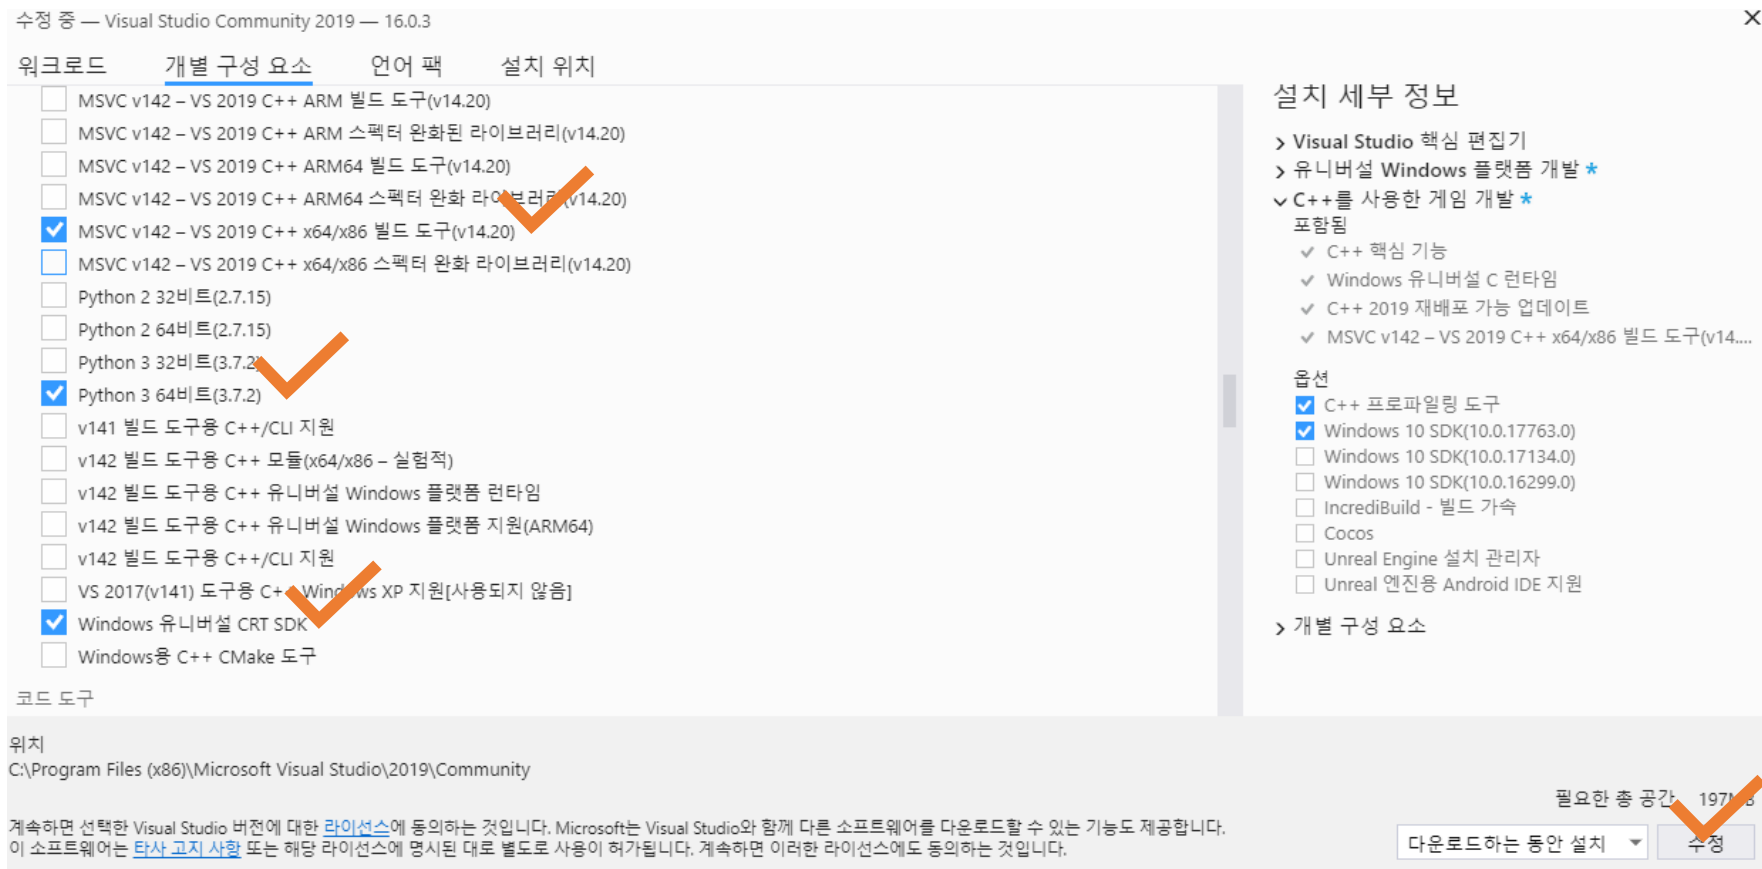 수정 중 — Visual Studio Community 2019 — 16.0.3
워크로드 개별 구성 요소 언어 팩 설치 위치
MSVC v142 – VS 2019 C++ ARM 빌드 도구(v14.20)
MSVC v142 – VS 2019 C++ ARM 스펙터 완화된 라이브러리(v14.20)
MSVC v142 – VS 2019 C++ ARM64 빌드 도구(v14.20)
MSVC v142 – VS 2019 C++ ARM64 스펙터 완화 라이브러리(v14.20)
MSVC v142 – VS 2019 C++ x64/x86 빌드 도구(v14.20)
MSVC v142 – VS 2019 C++ x64/x86 스펙터 완화 라이브러리(v14.20)
Python 2 32비트(2.7.15)
Python 2 64비트(2.7.15)
Python 3 32비트(3.7.2)
Python 3 64비트(3.7.2)
v141 빌드 도구용 C++/CLI 지원
v142 빌드 도구용 C++ 모듈(x64/x86 – 실험적)
v142 빌드 도구용 C++ 유니버설 Windows 플랫폼 런타임
v142 빌드 도구용 C++ 유니버설 Windows 플랫폼 지원(ARM64)
v142 빌드 도구용 C++/CLI 지원
VS 2017(v141) 도구용 C++ Windows XP 지원[사용되지 않음]
Windows 유니버설 CRT SDK
Windows용 C++ CMake 도구
코드 도구
설치 세부 정보
Visual Studio 핵심 편집기
유니버설 Windows 플랫폼 개발 *
C++를 사용한 게임 개발 *
포함됨
C++ 핵심 기능
Windows 유니버설 C 런타임
C++ 2019 재배포 가능 업데이트
MSVC v142 – VS 2019 C++ x64/x86 빌드 도구(v14....
옵션
C++ 프로파일링 도구
Windows 10 SDK(10.0.17763.0)
Windows 10 SDK(10.0.17134.0)
Windows 10 SDK(10.0.16299.0)
IncrediBuild - 빌드 가속
Cocos
Unreal Engine 설치 관리자
Unreal 엔진용 Android IDE 지원
개별 구성 요소
위치
C:\Program Files (x86)\Microsoft Visual Studio\2019\Community
필요한 총 공간 197MB
계속하면 선택한 Visual Studio 버전에 대한 라이선스에 동의하는 것입니다. Microsoft는 Visual Studio와 함께 다른 소프트웨어를 다운로드할 수 있는 기능도 제공합니다.
이 소프트웨어는 타사 고지 사항 또는 해당 라이선스에 명시된 대로 별도로 사용이 허가됩니다. 계속하면 이러한 라이선스에도 동의하는 것입니다.
다운로드하는 동안 설치 수정